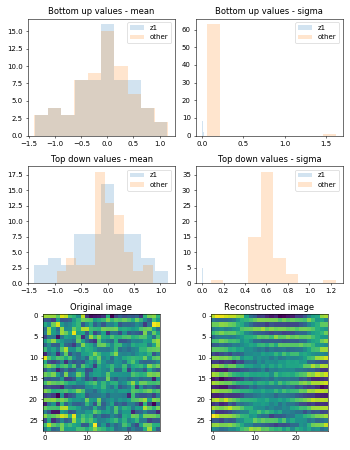 Bottom up values - mean
Bottom up values - sigma
z1
other
z1
other
15.0
12.5
10.0
7.5
5.0
2.5
0.0
−1.5 −1.0 −0.5 0.0 0.5 1.0
60
50
40
30
20
10
0
0.0 0.5 1.0 1.5
Top down values - mean
Top down values - sigma
z1
other
z1
other
17.5
15.0
12.5
10.0
7.5
5.0
2.5
0.0
−1.5 −1.0 −0.5 0.0 0.5 1.0
35
0.0 0.2 0.4 0.6 0.8 1.0 1.2
Original image
Reconstructed image
0
5
10
15
20
25
0 10 20
0
5
10
15
20
25
0 10 20